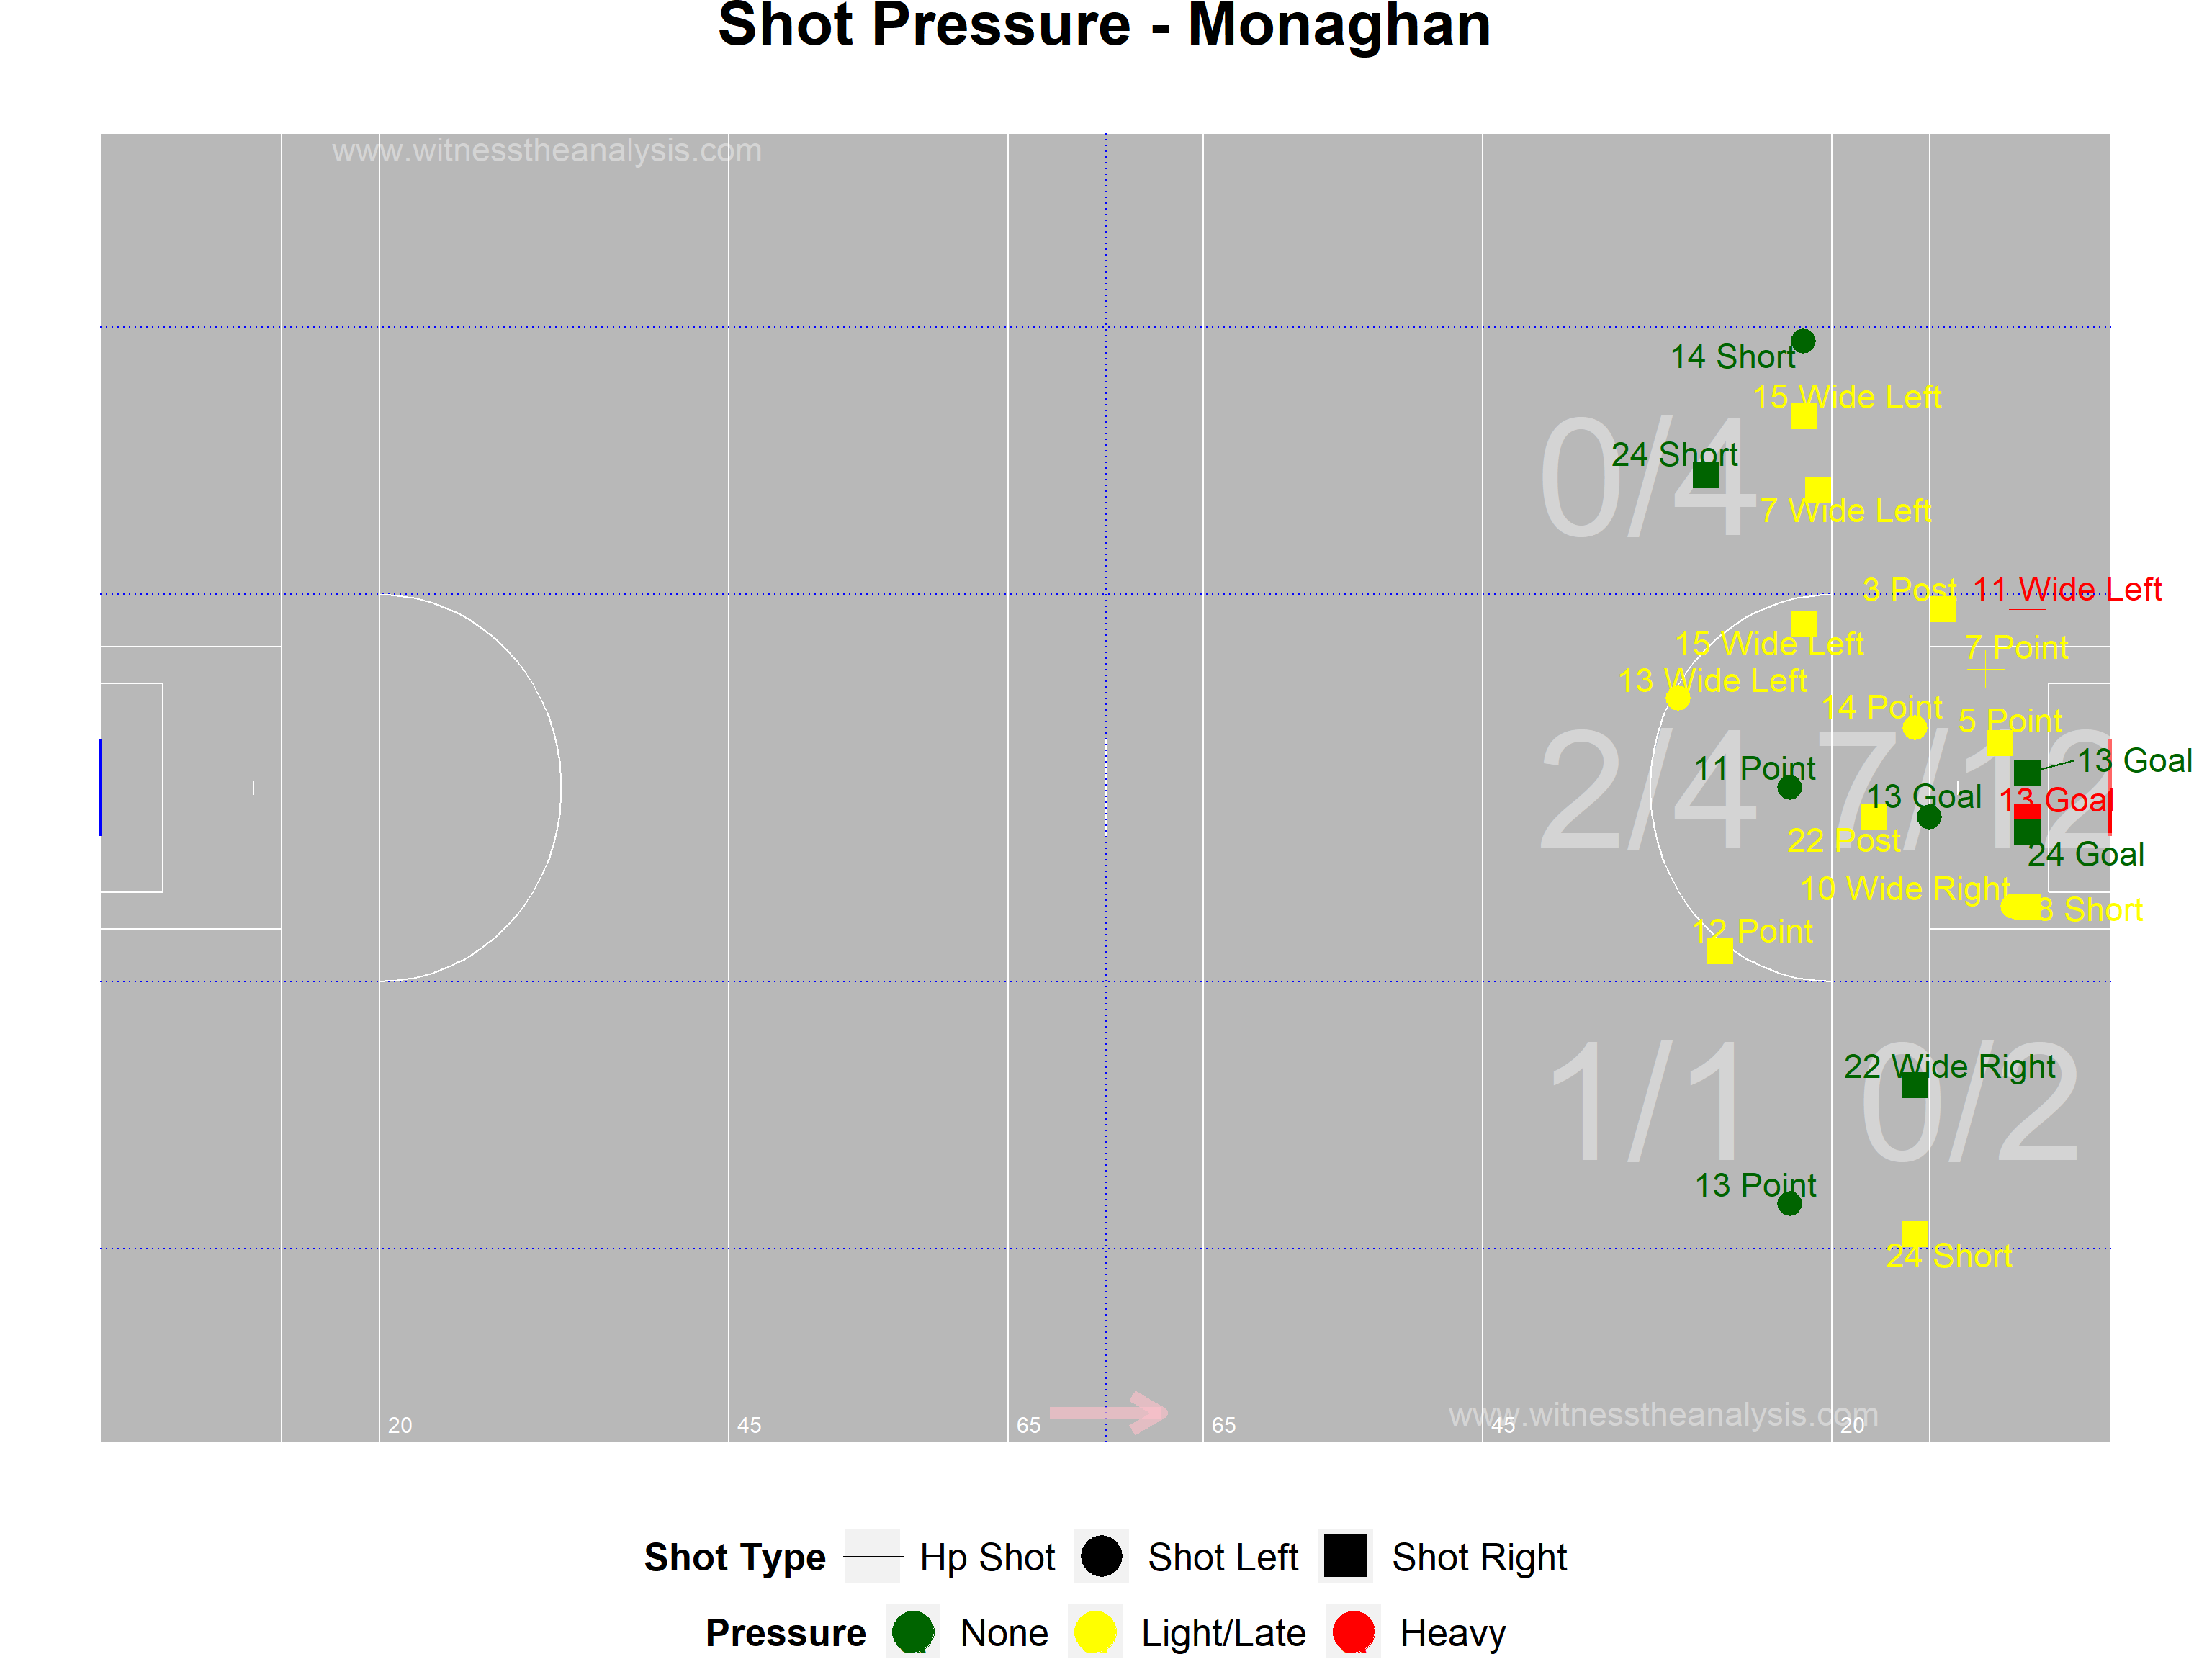 Shot Pressure - Monaghan
www.witnesstheanalysis.com
14 Short
15 Wide Left
0/4
24 Short
7 Wide Left
3 Post
11 Wide Left
15 Wide Left
7 Point
13 Wide Left
14 Point
5 Point
2/4
7/12
11 Point
13 Goal
13 Goal
13 Goal
22 Post
24 Goal
10 Wide Right
8 Short
12 Point
1/1
0/2
22 Wide Right
13 Point
24 Short
www.witnesstheanalysis.com
20
45
65
65
45
20
Shot Type Hp Shot Shot Left Shot Right
Pressure None Light/Late Heavy